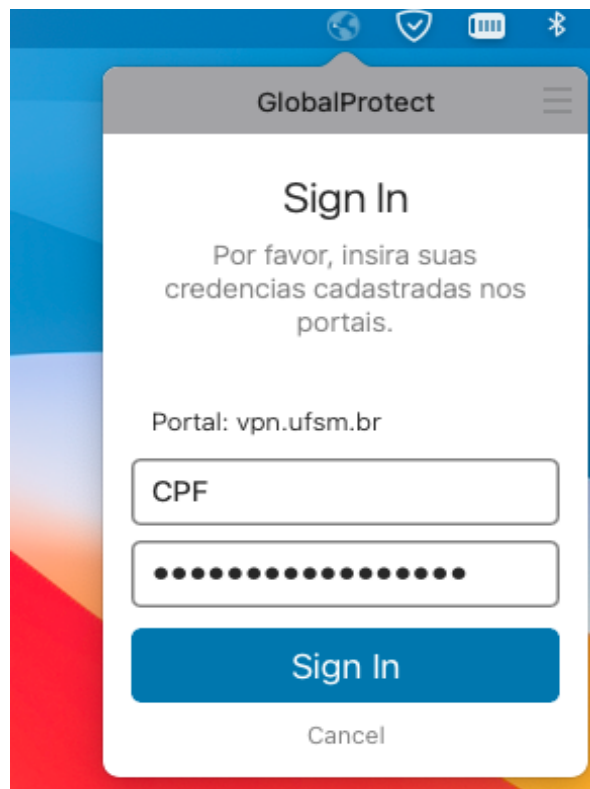 GlobalProtect
Sign In
Por favor, insira suas
credencias cadastradas nos
portais.
Portal: vpn.ufsm.br
CPF
●●●●●●●●●●●●●●●●●
Sign In
Cancel